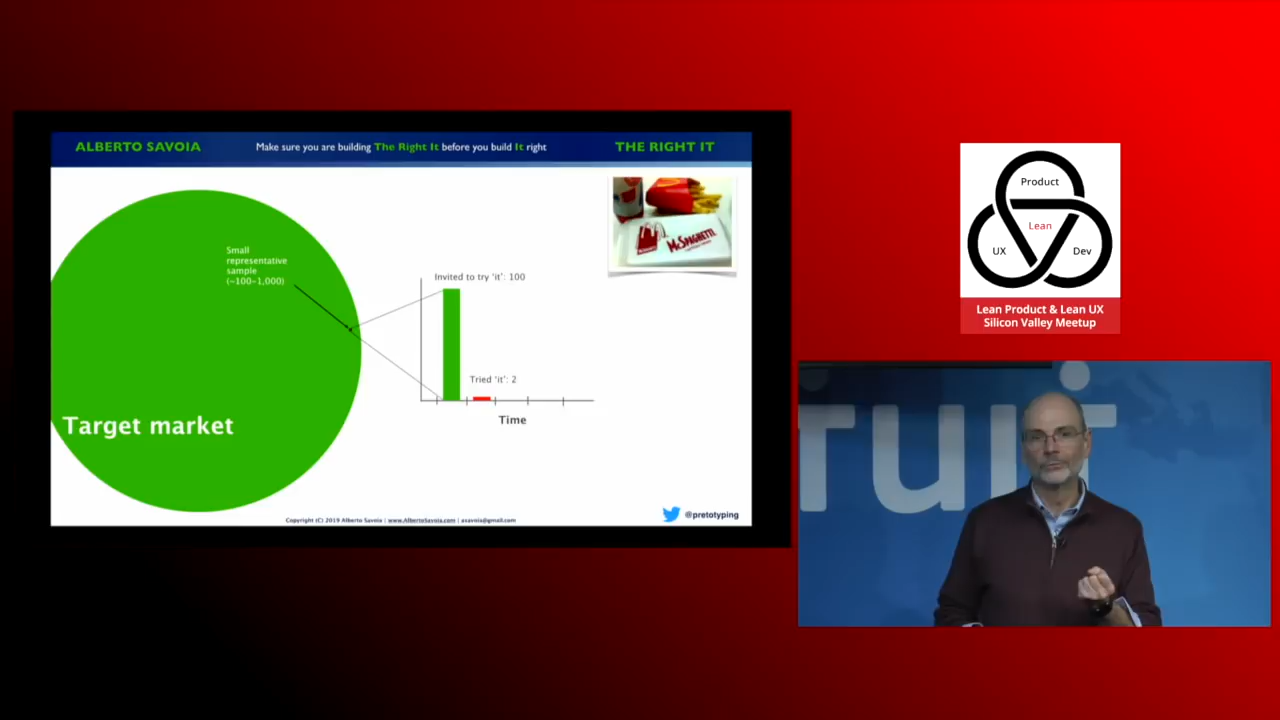 ALBERTO SAVOIA
Make sure you are building The Right It before you build It right
THE RIGHT IT
Small
representative
sample
(~100-1,000)
Invited to try 'it': 100
Tried 'it': 2
Time
Target market
McSpaghetti
Copyright (C) 2019 Alberto Savoia | www.AlbertoSavoia.com | asavoia@gmail.com
@pretotyping
Product
Lean
UX
Dev
Lean Product & Lean UX
Silicon Valley Meetup
tuit